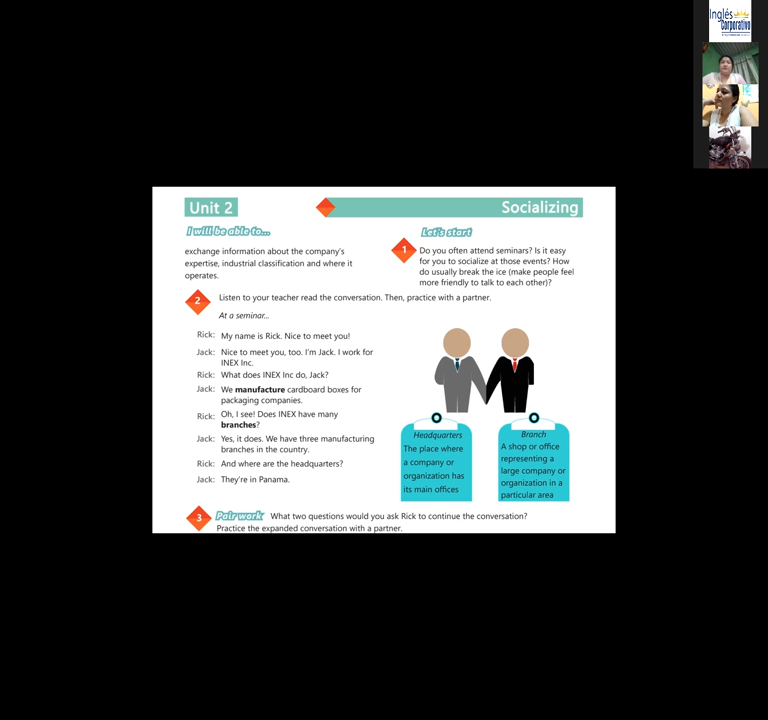 Inglés
Corporativo
Unit 2
Socializing
I will be able to...
exchange information about the company's
expertise, industrial classification and where it
operates.
Let's start
1
Do you often attend seminars? Is it easy
for you to socialize at those events? How
do usually break the ice (make people feel
more friendly to talk to each other)?
2
Listen to your teacher read the conversation. Then, practice with a partner.
At a seminar...
Rick: My name is Rick. Nice to meet you!
Jack: Nice to meet you, too. I'm Jack. I work for
INEX Inc.
Rick: What does INEX Inc do, Jack?
Jack: We manufacture cardboard boxes for
packaging companies.
Rick: Oh, I see! Does INEX have many
branches?
Jack: Yes, it does. We have three manufacturing
branches in the country.
Rick: And where are the headquarters?
Jack: They're in Panama.
Headquarters
The place where
a company or
organization has
its main offices
Branch
A shop or office
representing a
large company or
organization in a
particular area
3
Pair work What two questions would you ask Rick to continue the conversation?
Practice the expanded conversation with a partner.